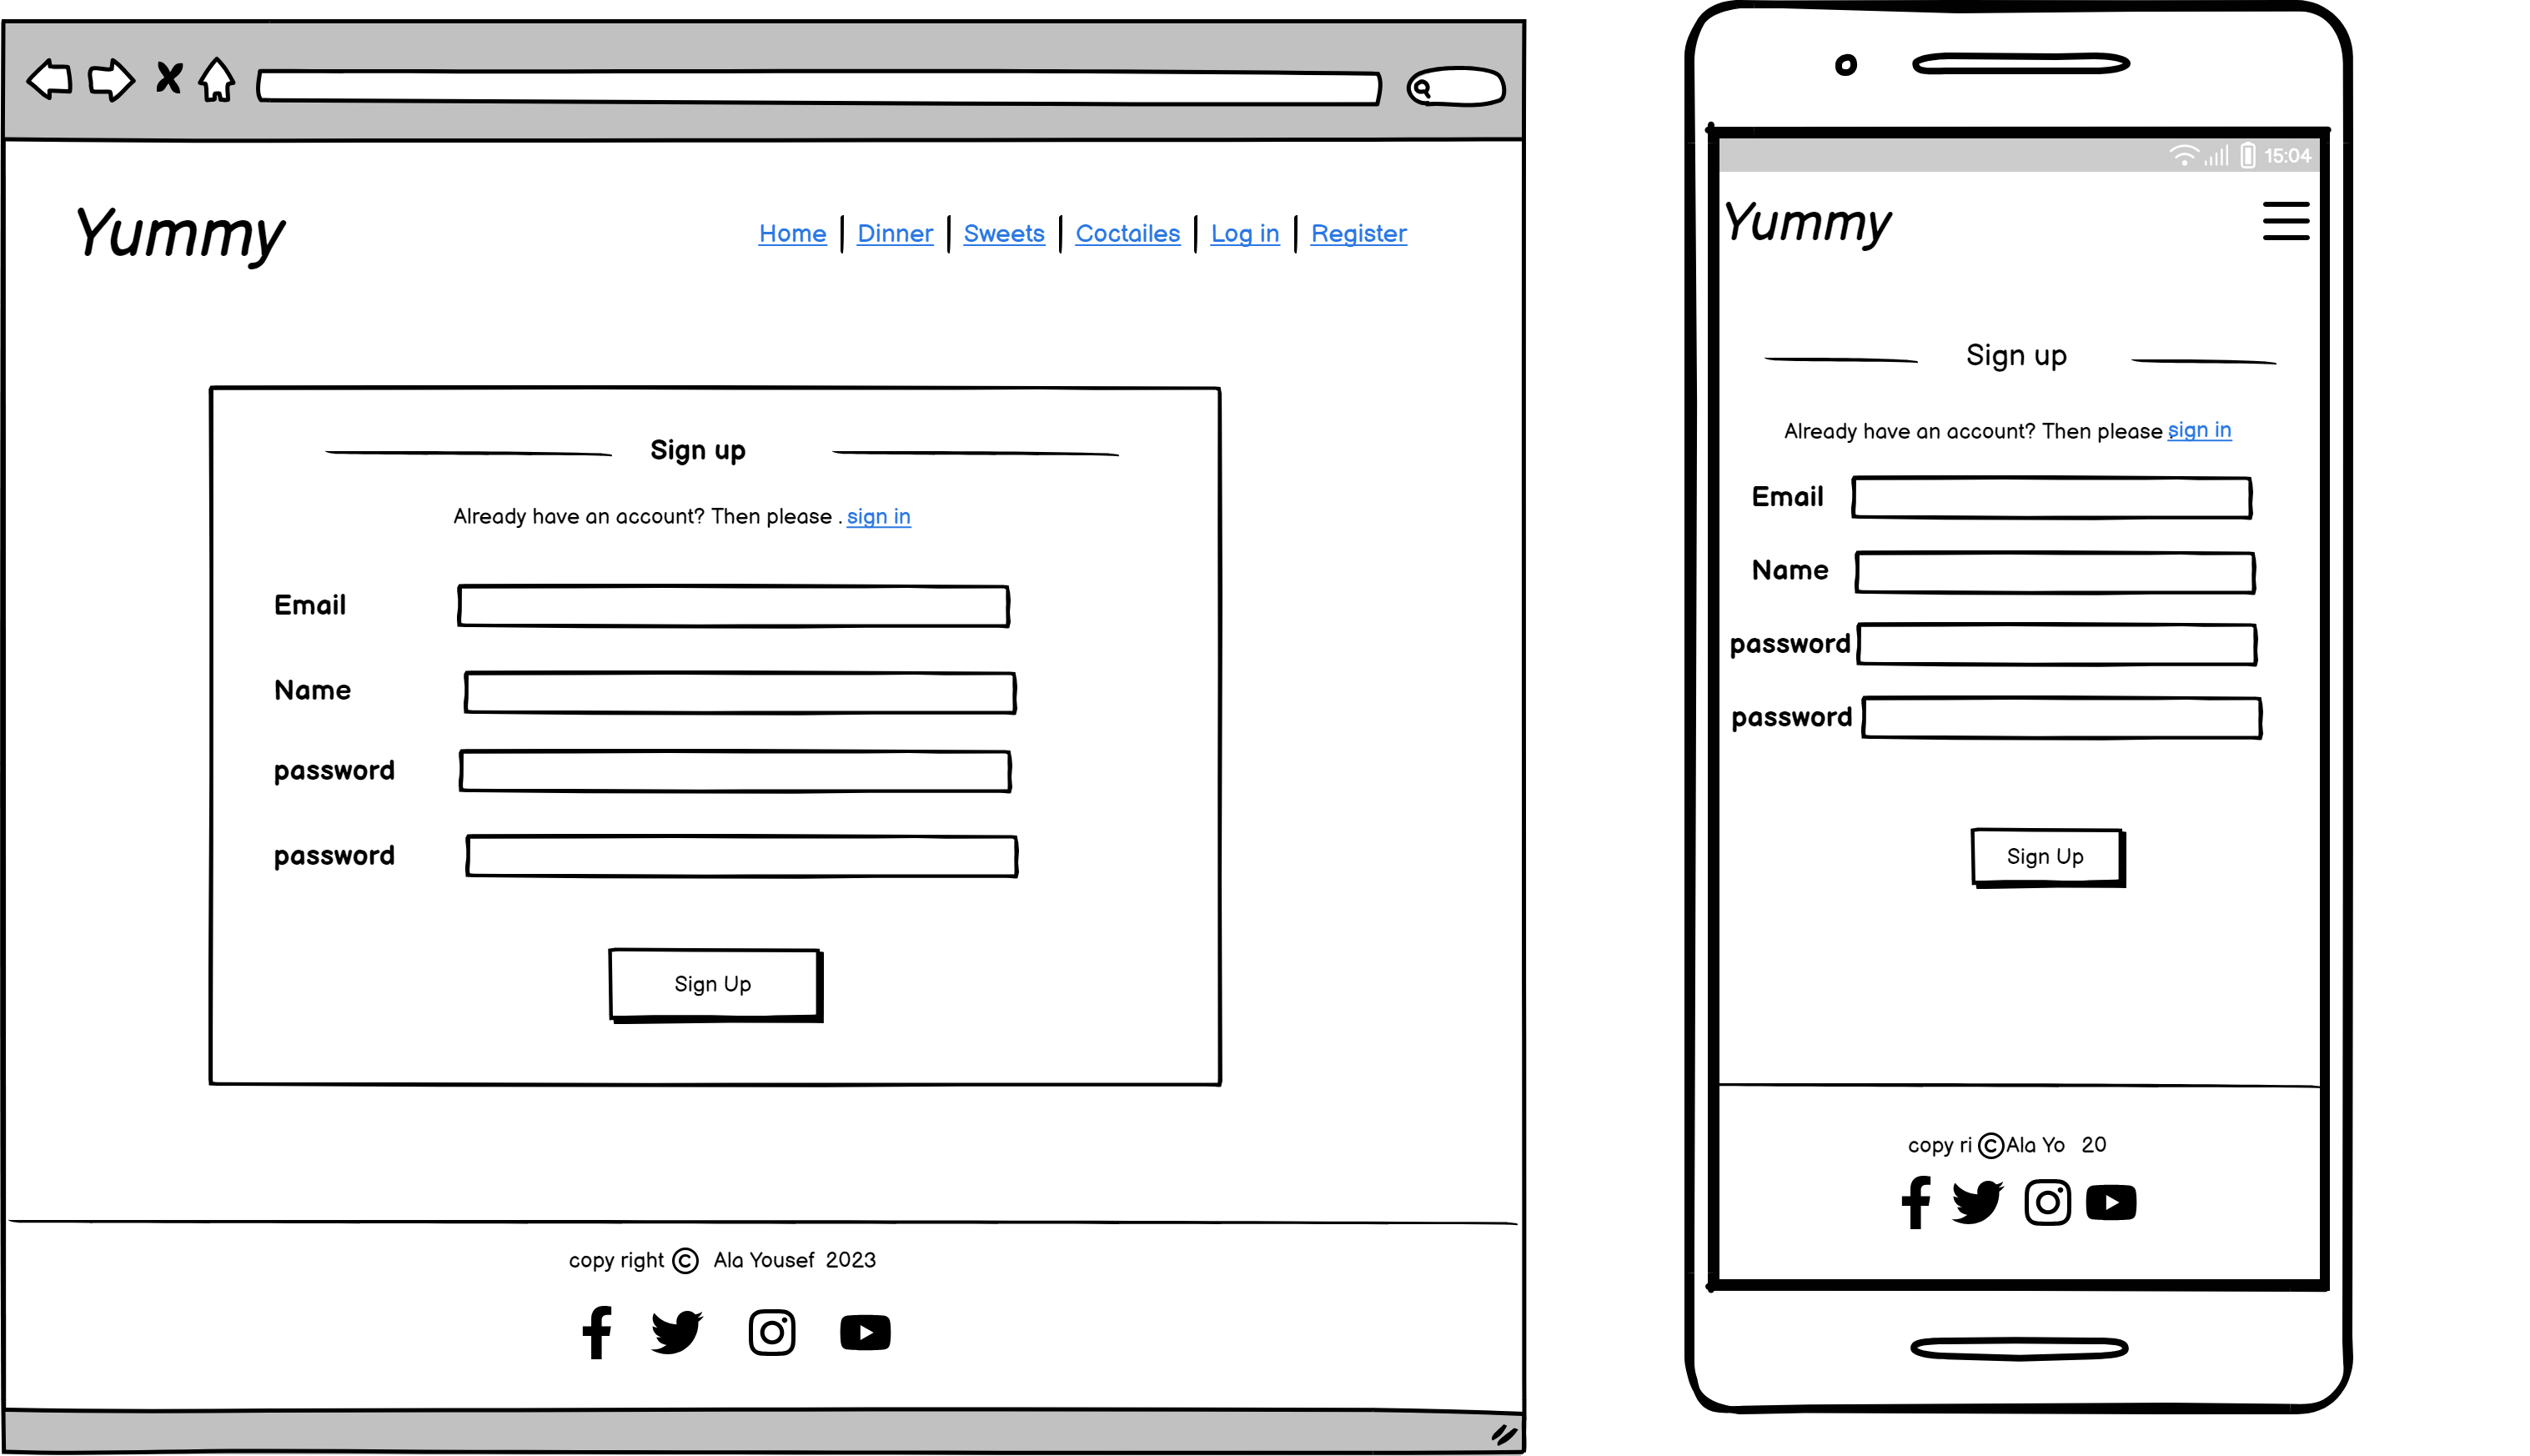 Yummy
Home Dinner Sweets Coctailes Log in Register
Sign up
Already have an account? Then please . sign in
Email
Name
password
password
Sign Up
copy right © Ala Yousef 2023
15:04
Yummy
Sign up
Already have an account? Then please sign in
Email
Name
password
password
Sign Up
copy ri © Ala Yo 20